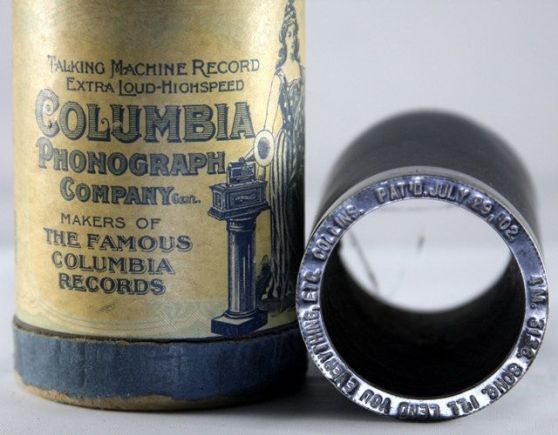 TALKING MACHINE RECORD
EXTRA LOUD-HIGHSPEED
COLUMBIA
PHONOGRAPH
COMPANY GEN.
MAKERS OF
THE FAMOUS
COLUMBIA
RECORDS
PAT'D. JULY 29, 02.
SONG. I'LL LEND YOU EVERYTHING, ETC. COLLINS.